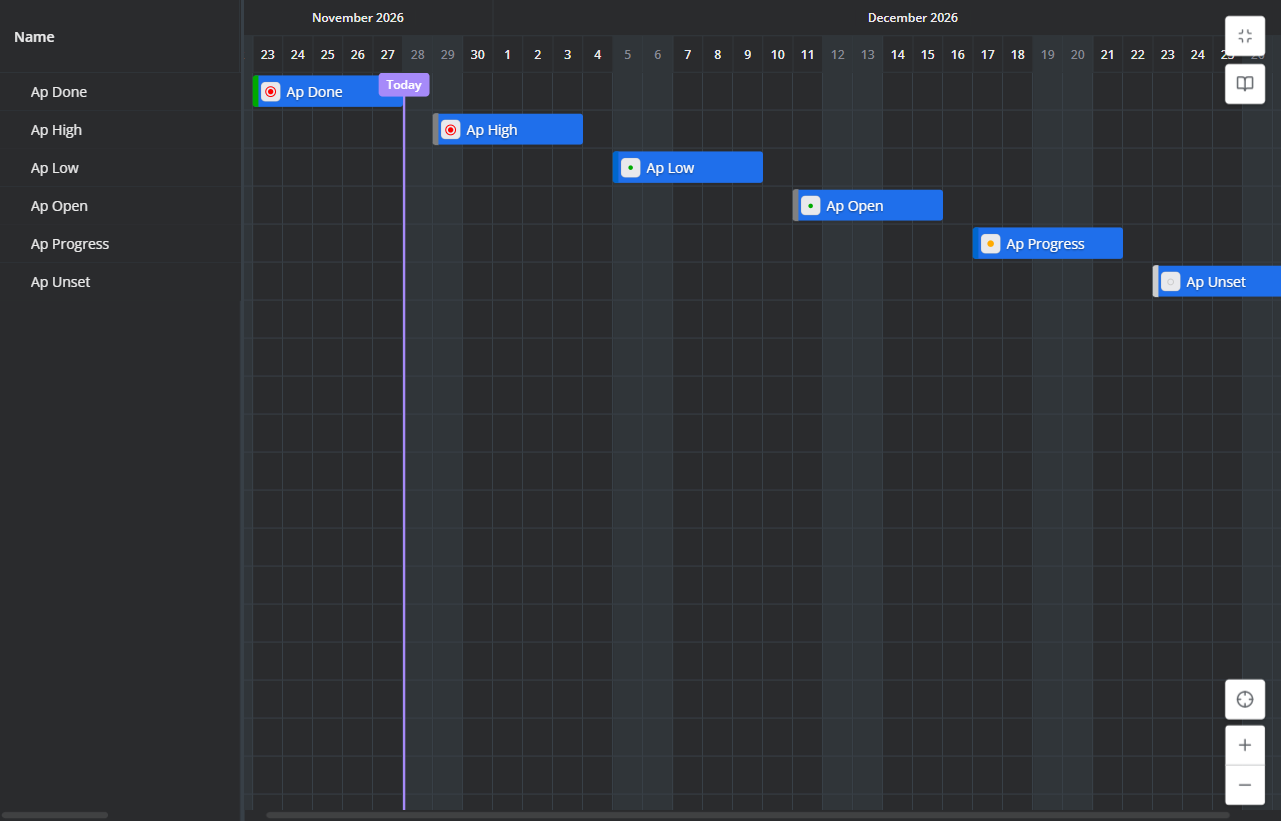 November 2026
December 2026
Name
23 24 25 26 27 28 29 30 1 2 3 4 5 6 7 8 9 10 11 12 13 14 15 16 17 18 19 20 21 22 23 24
Today
Ap Done
Ap Done
Ap High
Ap High
Ap Low
Ap Low
Ap Open
Ap Open
Ap Progress
Ap Progress
Ap Unset
Ap Unset